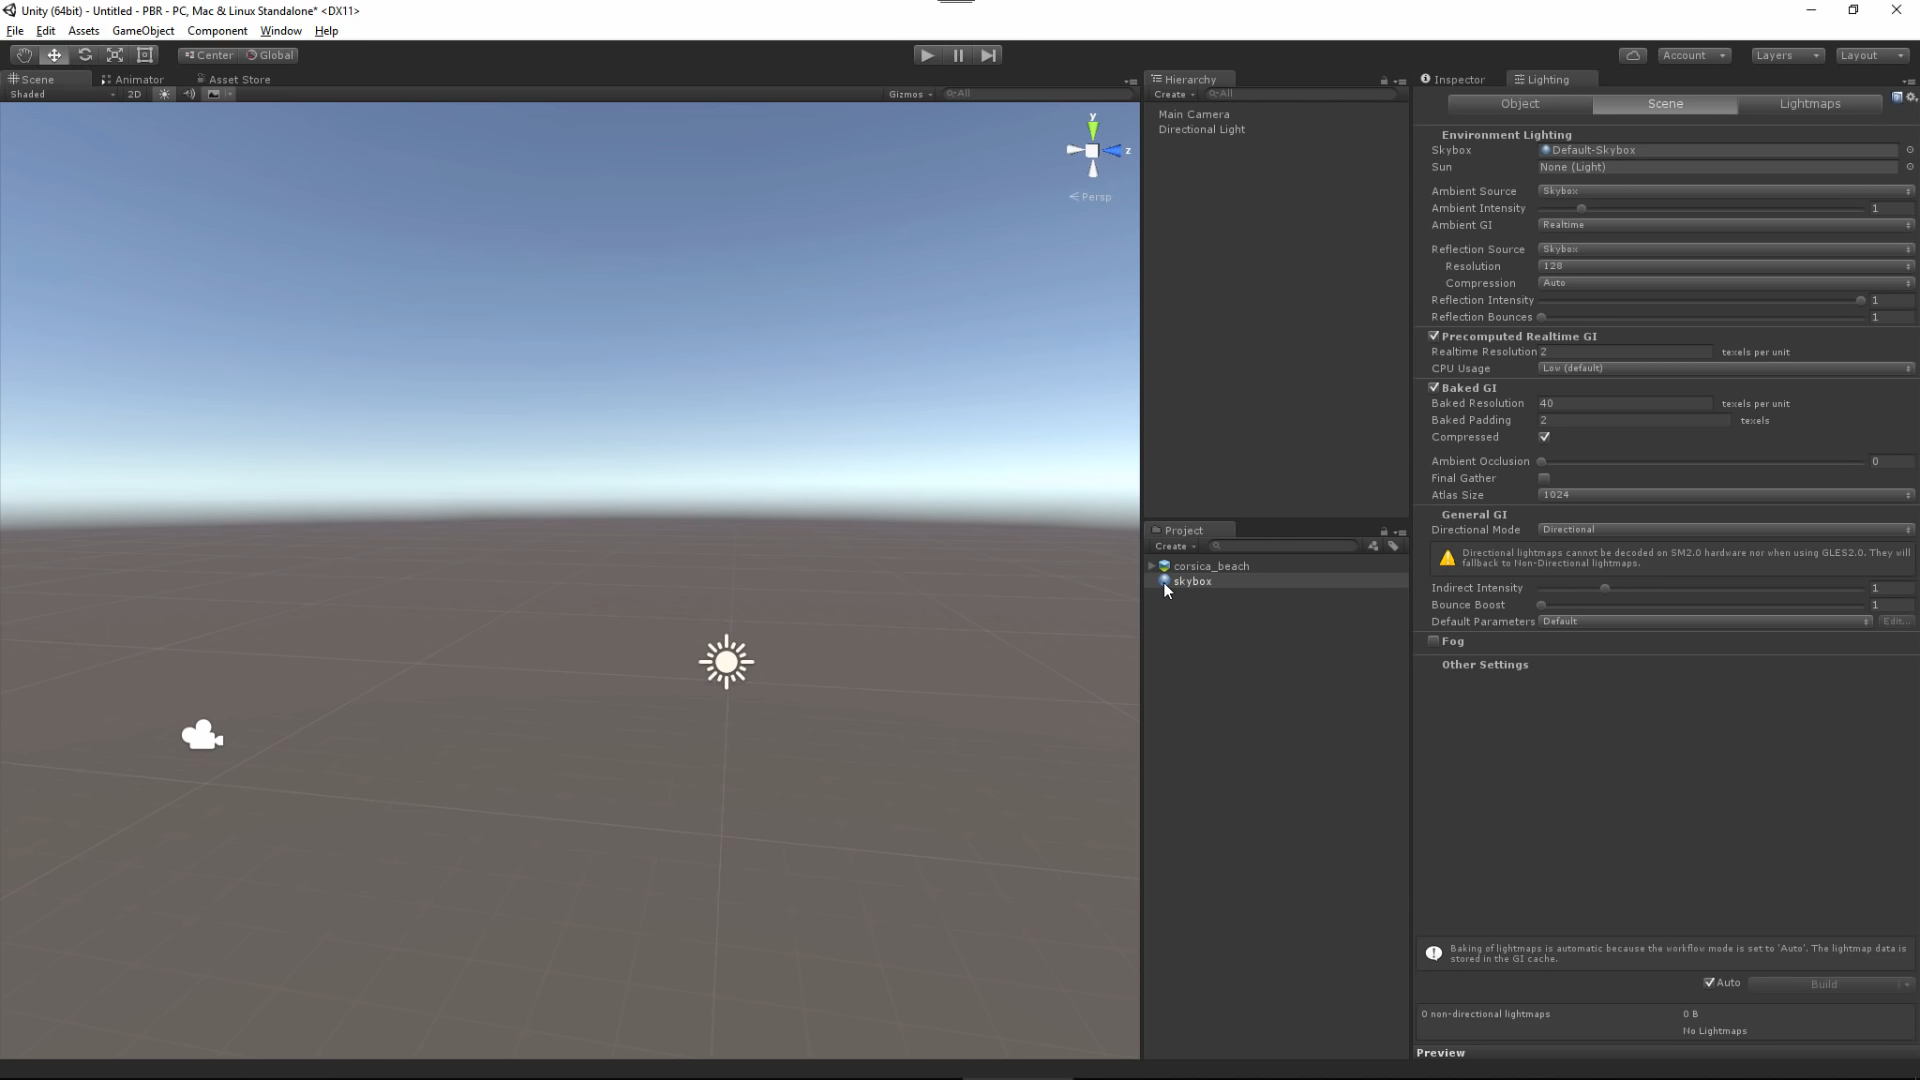 Unity (64bit) - Untitled - PBR - PC, Mac & Linux Standalone* <DX11>
File Edit Assets GameObject Component Window Help
Center Global Account Layers Layout
Scene Animator Asset Store
Shaded 2D Gizmos All
y
z
Persp
Hierarchy
Create All
Main Camera
Directional Light
Project
Create
corsica_beach
skybox
Inspector Lighting
Object Scene Lightmaps
Environment Lighting
Skybox Default-Skybox
Sun None (Light)
Ambient Source Skybox
Ambient Intensity 1
Ambient GI Realtime
Reflection Source Skybox
Resolution 128
Compression Auto
Reflection Intensity 1
Reflection Bounces 1
Precomputed Realtime GI
Realtime Resolution 2 texels per unit
CPU Usage Low (default)
Baked GI
Baked Resolution 40 texels per unit
Baked Padding 2 texels
Compressed
Ambient Occlusion 0
Final Gather
Atlas Size 1024
General GI
Directional Mode Directional
Directional lightmaps cannot be decoded on SM2.0 hardware nor when using GLES2.0. They will
fallback to Non-Directional lightmaps.
Indirect Intensity 1
Bounce Boost 1
Default Parameters Default Edit...
Fog
Other Settings
Baking of lightmaps is automatic because the workflow mode is set to 'Auto'. The lightmap data is
stored in the GI cache.
Auto Build
0 non-directional lightmaps 0 B
No Lightmaps
Preview